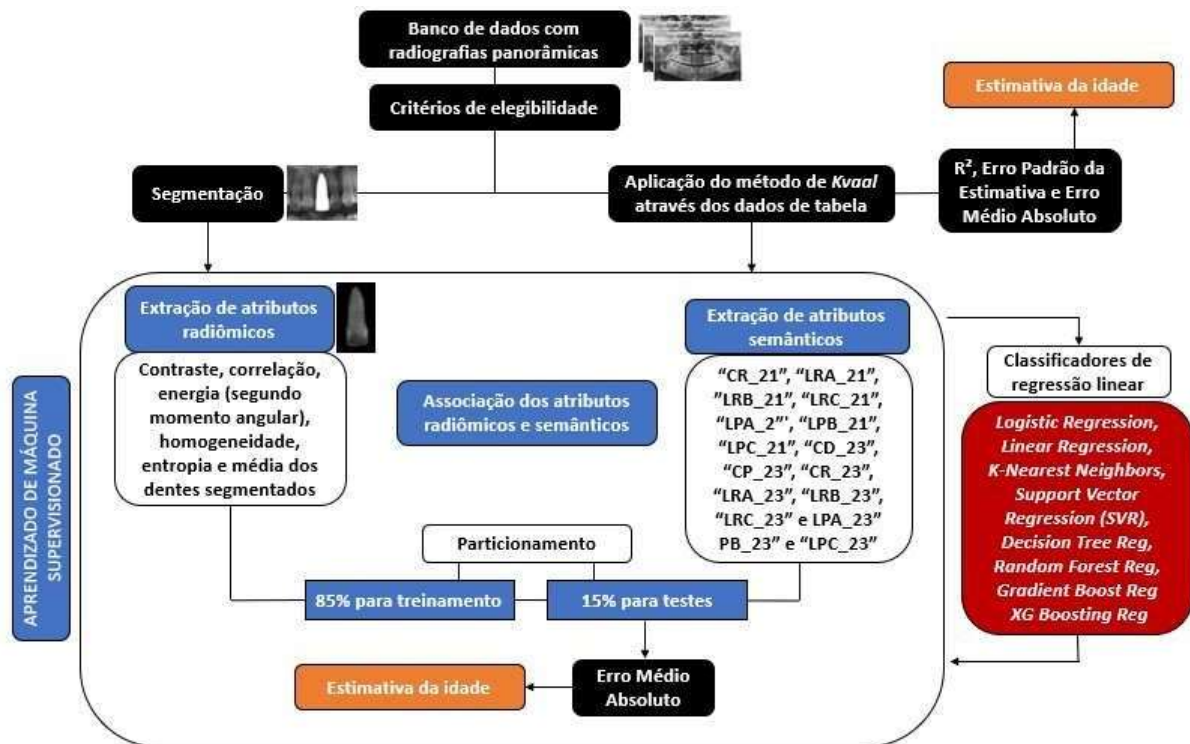 Banco de dados com
radiografias panorâmicas
Critérios de elegibilidade
Estimativa da idade
Segmentação
Aplicação do método de Kvaal
através dos dados de tabela
R², Erro Padrão da
Estimativa e Erro
Médio Absoluto
APRENDIZADO DE MÁQUINA
SUPERVISIONADO
Extração de atributos
radiômicos
Contraste, correlação,
energia (segundo
momento angular),
homogeneidade,
entropia e média dos
dentes segmentados
Associação dos atributos
radiômicos e semânticos
Extração de atributos
semânticos
“CR_21”, “LRA_21”,
”LRB_21”, “LRC_21”,
“LPA_2”', “LPB_21”,
“LPC_21”, “CD_23”,
“CP_23”, “CR_23”,
“LRA_23”, “LRB_23”,
“LRC_23” e LPA_23”
PB_23” e “LPC_23”
Classificadores de
regressão linear
Logistic Regression,
Linear Regression,
K-Nearest Neighbors,
Support Vector
Regression (SVR),
Decision Tree Reg,
Random Forest Reg,
Gradient Boost Reg
XG Boosting Reg
Particionamento
85% para treinamento
15% para testes
Estimativa da idade
Erro Médio
Absoluto